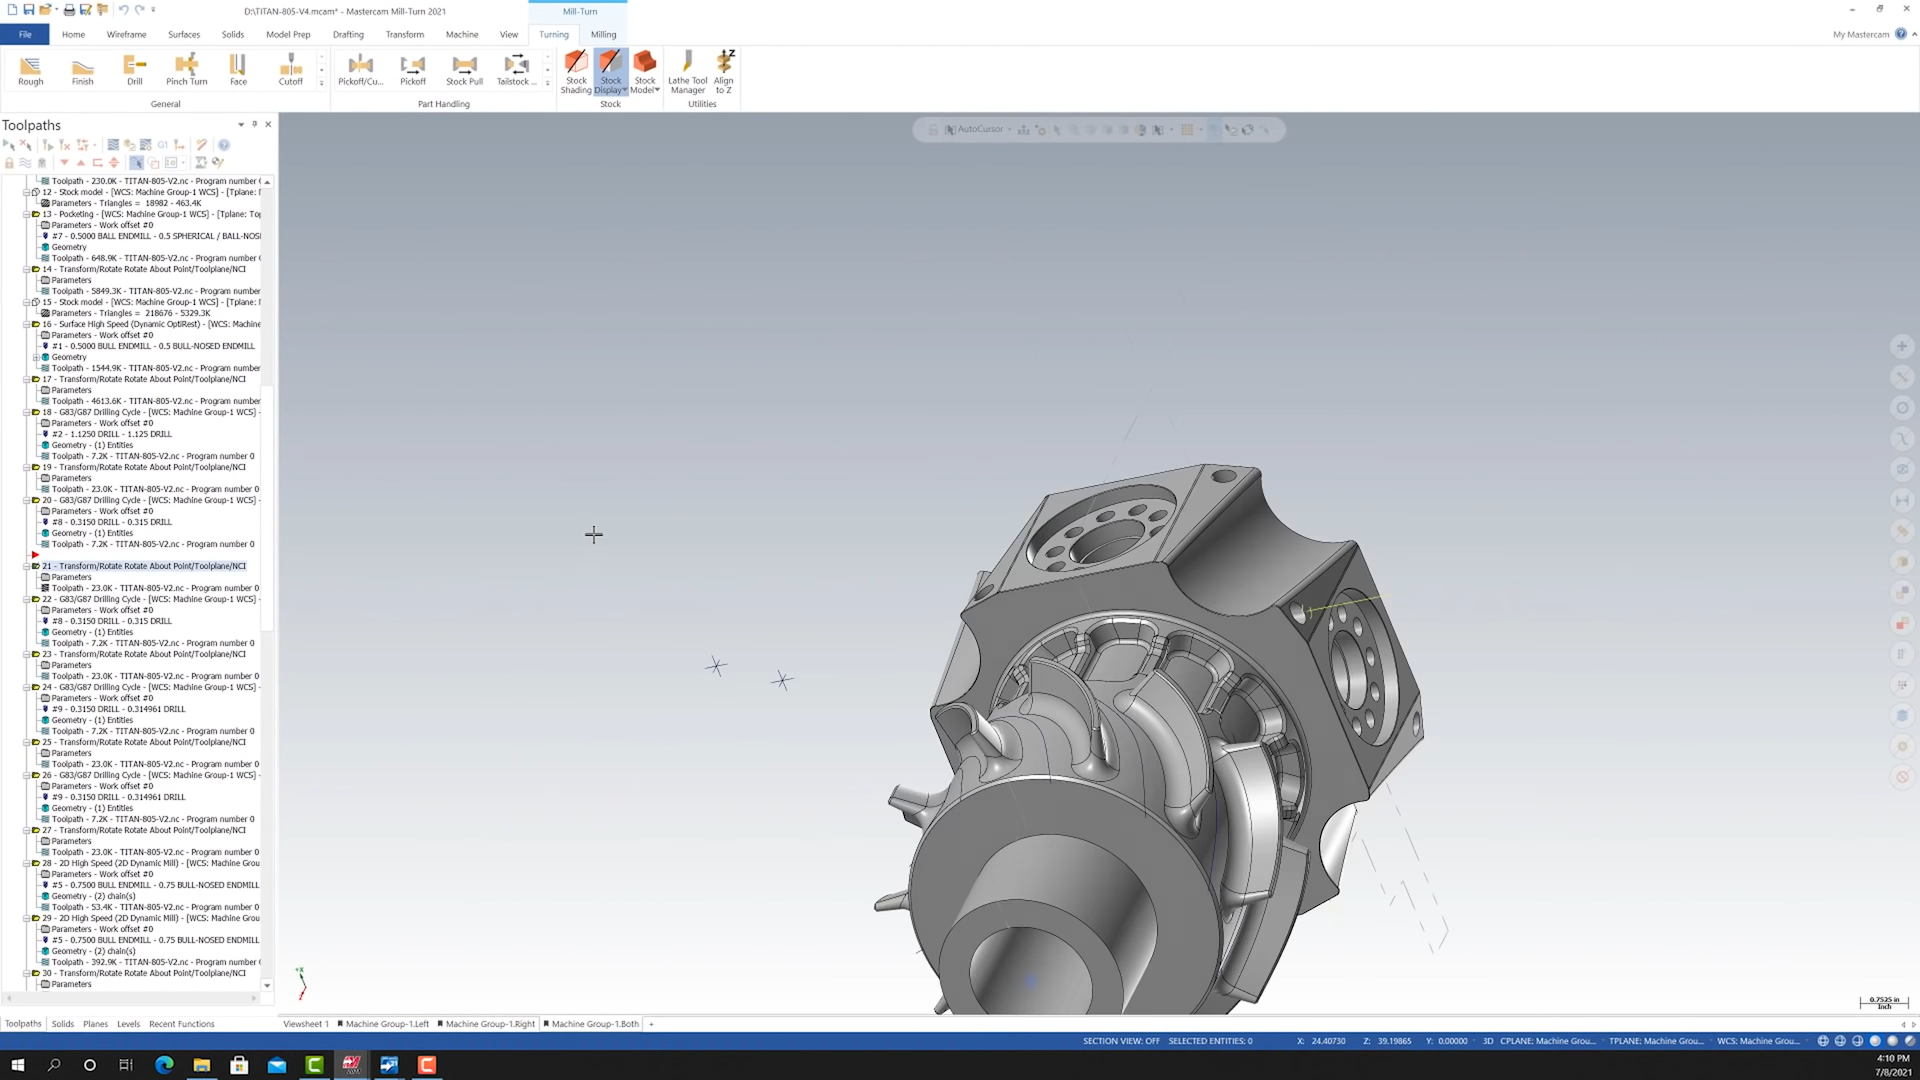 D:\TITAN-805-V4.mcam* - Mastercam Mill-Turn 2021
Mill-Turn
File Home Wireframe Surfaces Solids Model Prep Drafting Transform Machine View Turning Milling
My Mastercam
Rough Finish Drill Pinch Turn Face Cutoff
Pickoff/Cu... Pickoff Stock Pull Tailstock ...
Stock Shading
Stock Display
Stock Model
Lathe Tool Manager
Align to Z
General Part Handling Stock Utilities
Toolpaths
AutoCursor
G1
Toolpath - 230.0K - TITAN-805-V2.nc - Program number
12 - Stock model - [WCS: Machine Group-1 WCS] - [Tplane:
Parameters - Triangles = 18982 - 463.4K
13 - Pocketing - [WCS: Machine Group-1 WCS] - [Tplane: Top
Parameters - Work offset #0
#7 - 0.5000 BALL ENDMILL - 0.5 SPHERICAL / BALL-NOS
Geometry
Toolpath - 648.9K - TITAN-805-V2.nc - Program number
14 - Transform/Rotate Rotate About Point/Toolplane/NCI
Parameters
Toolpath - 5849.3K - TITAN-805-V2.nc - Program number
15 - Stock model - [WCS: Machine Group-1 WCS] - [Tplane:
Parameters - Triangles = 218676 - 5329.3K
16 - Surface High Speed (Dynamic OptiRest) - [WCS: Machine
Parameters - Work offset #0
#1 - 0.5000 BULL ENDMILL - 0.5 BULL-NOSED ENDMILL
Geometry
Toolpath - 1544.9K - TITAN-805-V2.nc - Program number
17 - Transform/Rotate Rotate About Point/Toolplane/NCI
Parameters
Toolpath - 4613.6K - TITAN-805-V2.nc - Program number
18 - G83/G87 Drilling Cycle - [WCS: Machine Group-1 WCS] -
Parameters - Work offset #0
#2 - 1.1250 DRILL - 1.125 DRILL
Geometry - (1) Entities
Toolpath - 7.2K - TITAN-805-V2.nc - Program number 0
19 - Transform/Rotate Rotate About Point/Toolplane/NCI
Parameters
Toolpath - 23.0K - TITAN-805-V2.nc - Program number 0
20 - G83/G87 Drilling Cycle - [WCS: Machine Group-1 WCS] -
Parameters - Work offset #0
#8 - 0.3150 DRILL - 0.315 DRILL
Geometry - (1) Entities
Toolpath - 7.2K - TITAN-805-V2.nc - Program number 0
21 - Transform/Rotate Rotate About Point/Toolplane/NCI
Parameters
Toolpath - 23.0K - TITAN-805-V2.nc - Program number 0
22 - G83/G87 Drilling Cycle - [WCS: Machine Group-1 WCS] -
Parameters - Work offset #0
#8 - 0.3150 DRILL - 0.315 DRILL
Geometry - (1) Entities
Toolpath - 7.2K - TITAN-805-V2.nc - Program number 0
23 - Transform/Rotate Rotate About Point/Toolplane/NCI
Parameters
Toolpath - 23.0K - TITAN-805-V2.nc - Program number 0
24 - G83/G87 Drilling Cycle - [WCS: Machine Group-1 WCS] -
Parameters - Work offset #0
#9 - 0.3150 DRILL - 0.314961 DRILL
Geometry - (1) Entities
Toolpath - 7.2K - TITAN-805-V2.nc - Program number 0
25 - Transform/Rotate Rotate About Point/Toolplane/NCI
Parameters
Toolpath - 23.0K - TITAN-805-V2.nc - Program number 0
26 - G83/G87 Drilling Cycle - [WCS: Machine Group-1 WCS] -
Parameters - Work offset #0
#9 - 0.3150 DRILL - 0.314961 DRILL
Geometry - (1) Entities
Toolpath - 7.2K - TITAN-805-V2.nc - Program number 0
27 - Transform/Rotate Rotate About Point/Toolplane/NCI
Parameters
Toolpath - 23.0K - TITAN-805-V2.nc - Program number 0
28 - 2D High Speed (2D Dynamic Mill) - [WCS: Machine Grou
Parameters - Work offset #0
#5 - 0.7500 BULL ENDMILL - 0.75 BULL-NOSED ENDMILL
Geometry - (2) chain(s)
Toolpath - 53.4K - TITAN-805-V2.nc - Program number 0
29 - 2D High Speed (2D Dynamic Mill) - [WCS: Machine Grou
Parameters - Work offset #0
#5 - 0.7500 BULL ENDMILL - 0.75 BULL-NOSED ENDMILL
Geometry - (2) chain(s)
Toolpath - 392.9K - TITAN-805-V2.nc - Program number
30 - Transform/Rotate Rotate About Point/Toolplane/NCI
Parameters
0.7525 in
Inch
Toolpaths Solids Planes Levels Recent Functions
Viewsheet 1 Machine Group-1.Left Machine Group-1.Right Machine Group-1.Both +
SECTION VIEW: OFF SELECTED ENTITIES: 0 X: 24.40730 Z: 39.19865 Y: 0.00000 3D CPLANE: Machine Grou... TPLANE: Machine Grou... WCS: Machine Grou...
4:10 PM
7/8/2021